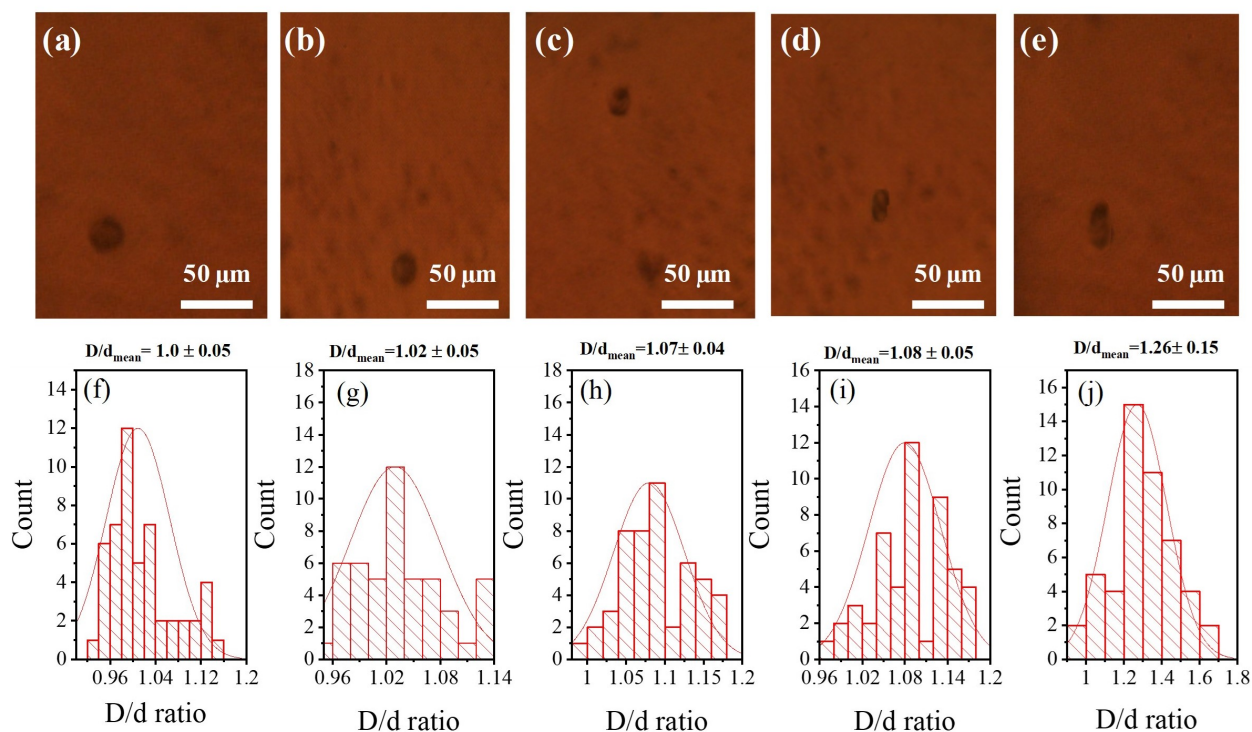 (a) (b) (c) (d) (e)
50 μm 50 μm 50 μm 50 μm 50 μm
D/dmean= 1.0 ± 0.05
D/dmean=1.02 ± 0.05
D/dmean=1.07± 0.04
D/dmean=1.08 ± 0.05
D/dmean=1.26± 0.15
(f)
14
12
10
8
6
4
2
0
Count
0.96 1.04 1.12 1.2
D/d ratio
(g)
18
16
14
12
10
8
6
4
2
0
Count
0.96 1.02 1.08 1.14
D/d ratio
(h)
18
16
14
12
10
8
6
4
2
0
Count
1 1.05 1.1 1.15 1.2
D/d ratio
(i)
16
14
12
10
8
6
4
2
0
Count
0.96 1.02 1.08 1.14 1.2
D/d ratio
(j)
16
14
12
10
8
6
4
2
0
Count
1 1.2 1.4 1.6 1.8
D/d ratio